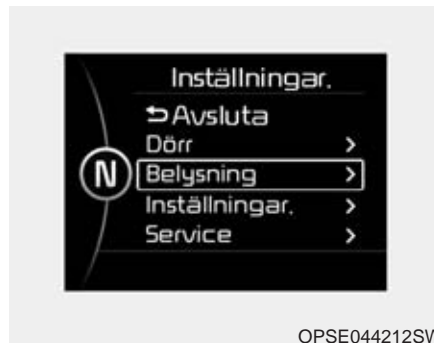 Inställningar.
Avsluta
Dörr
N
Belysning
Inställningar.
Service
OPSE044212SW